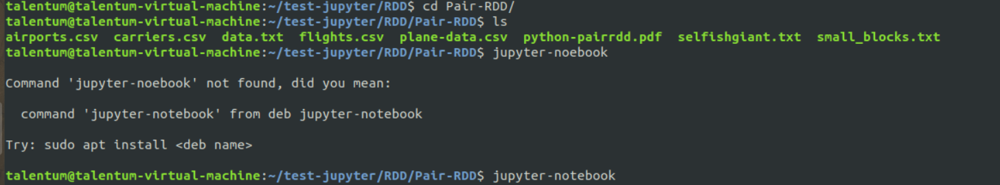 talentum@talentum-virtual-machine:~/test-jupyter/RDD$ cd Pair-RDD/
talentum@talentum-virtual-machine:~/test-jupyter/RDD/Pair-RDD$ ls
airports.csv  carriers.csv  data.txt  flights.csv  plane-data.csv  python-pairrdd.pdf  selfishgiant.txt  small_blocks.txt
talentum@talentum-virtual-machine:~/test-jupyter/RDD/Pair-RDD$ jupyter-noebook
Command 'jupyter-noebook' not found, did you mean:
  command 'jupyter-notebook' from deb jupyter-notebook
Try: sudo apt install <deb name>
talentum@talentum-virtual-machine:~/test-jupyter/RDD/Pair-RDD$ jupyter-notebook